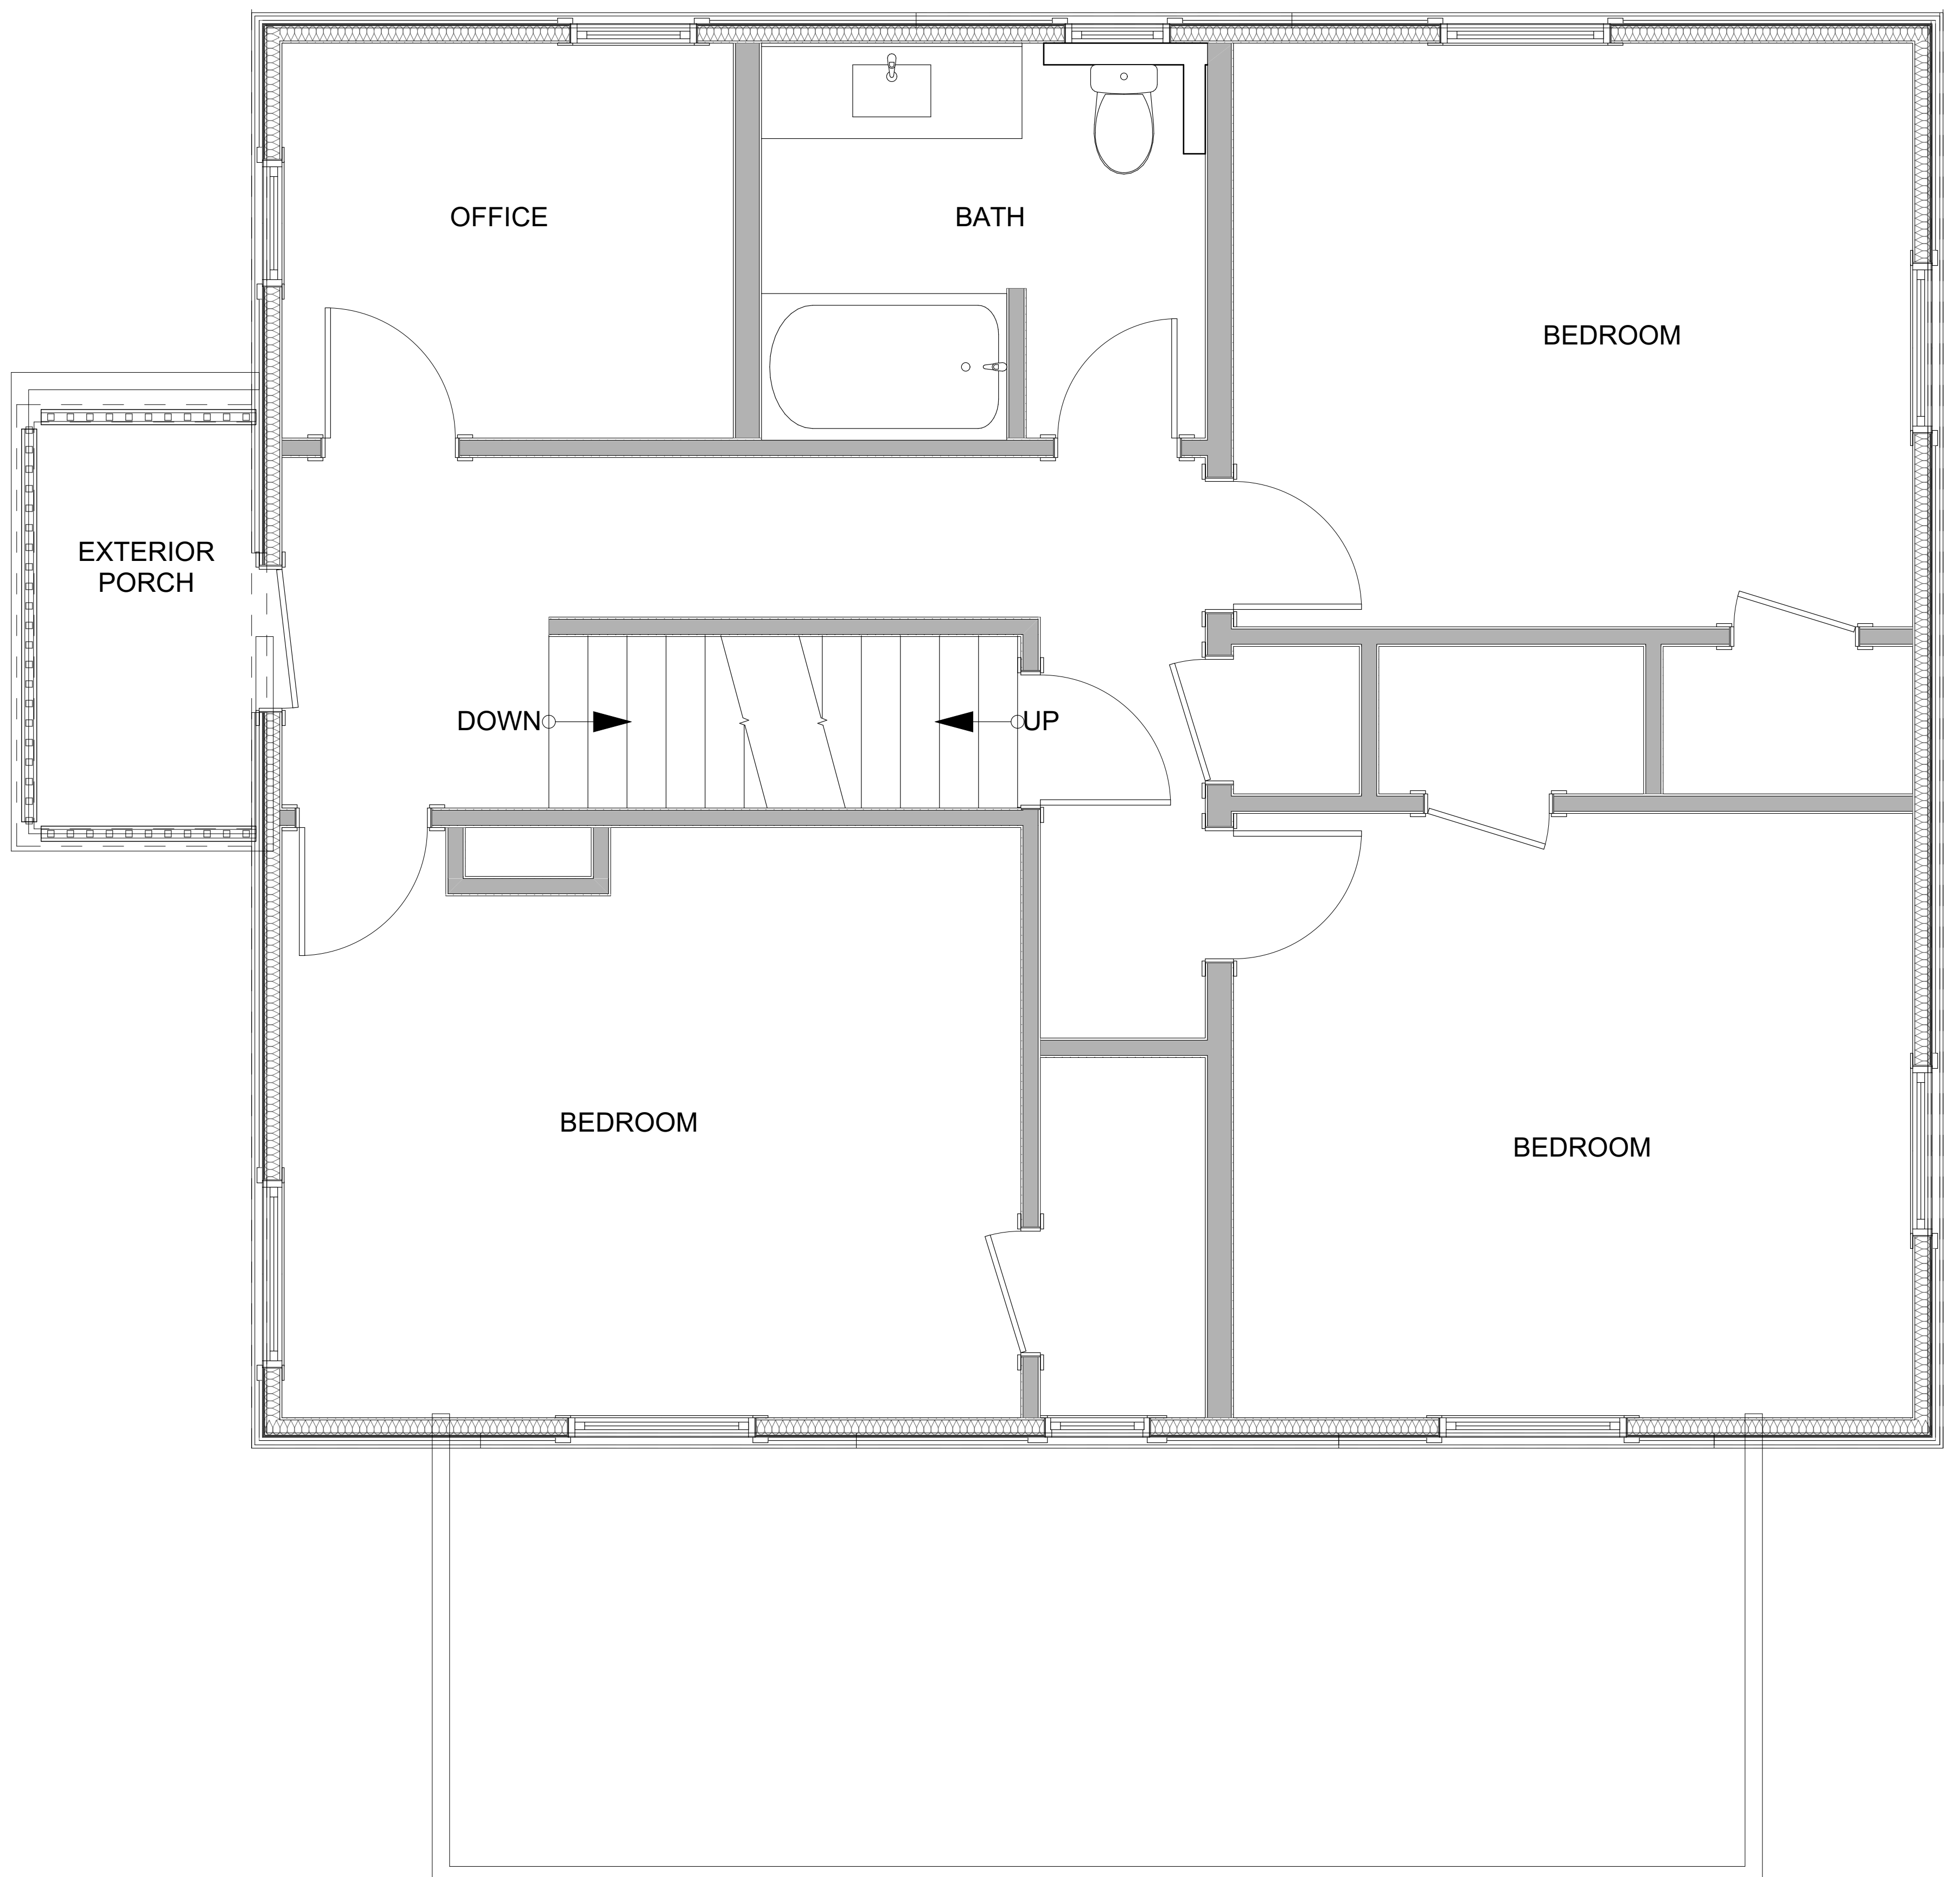 OFFICE
BATH
BEDROOM
EXTERIOR
PORCH
DOWN
UP
BEDROOM
BEDROOM